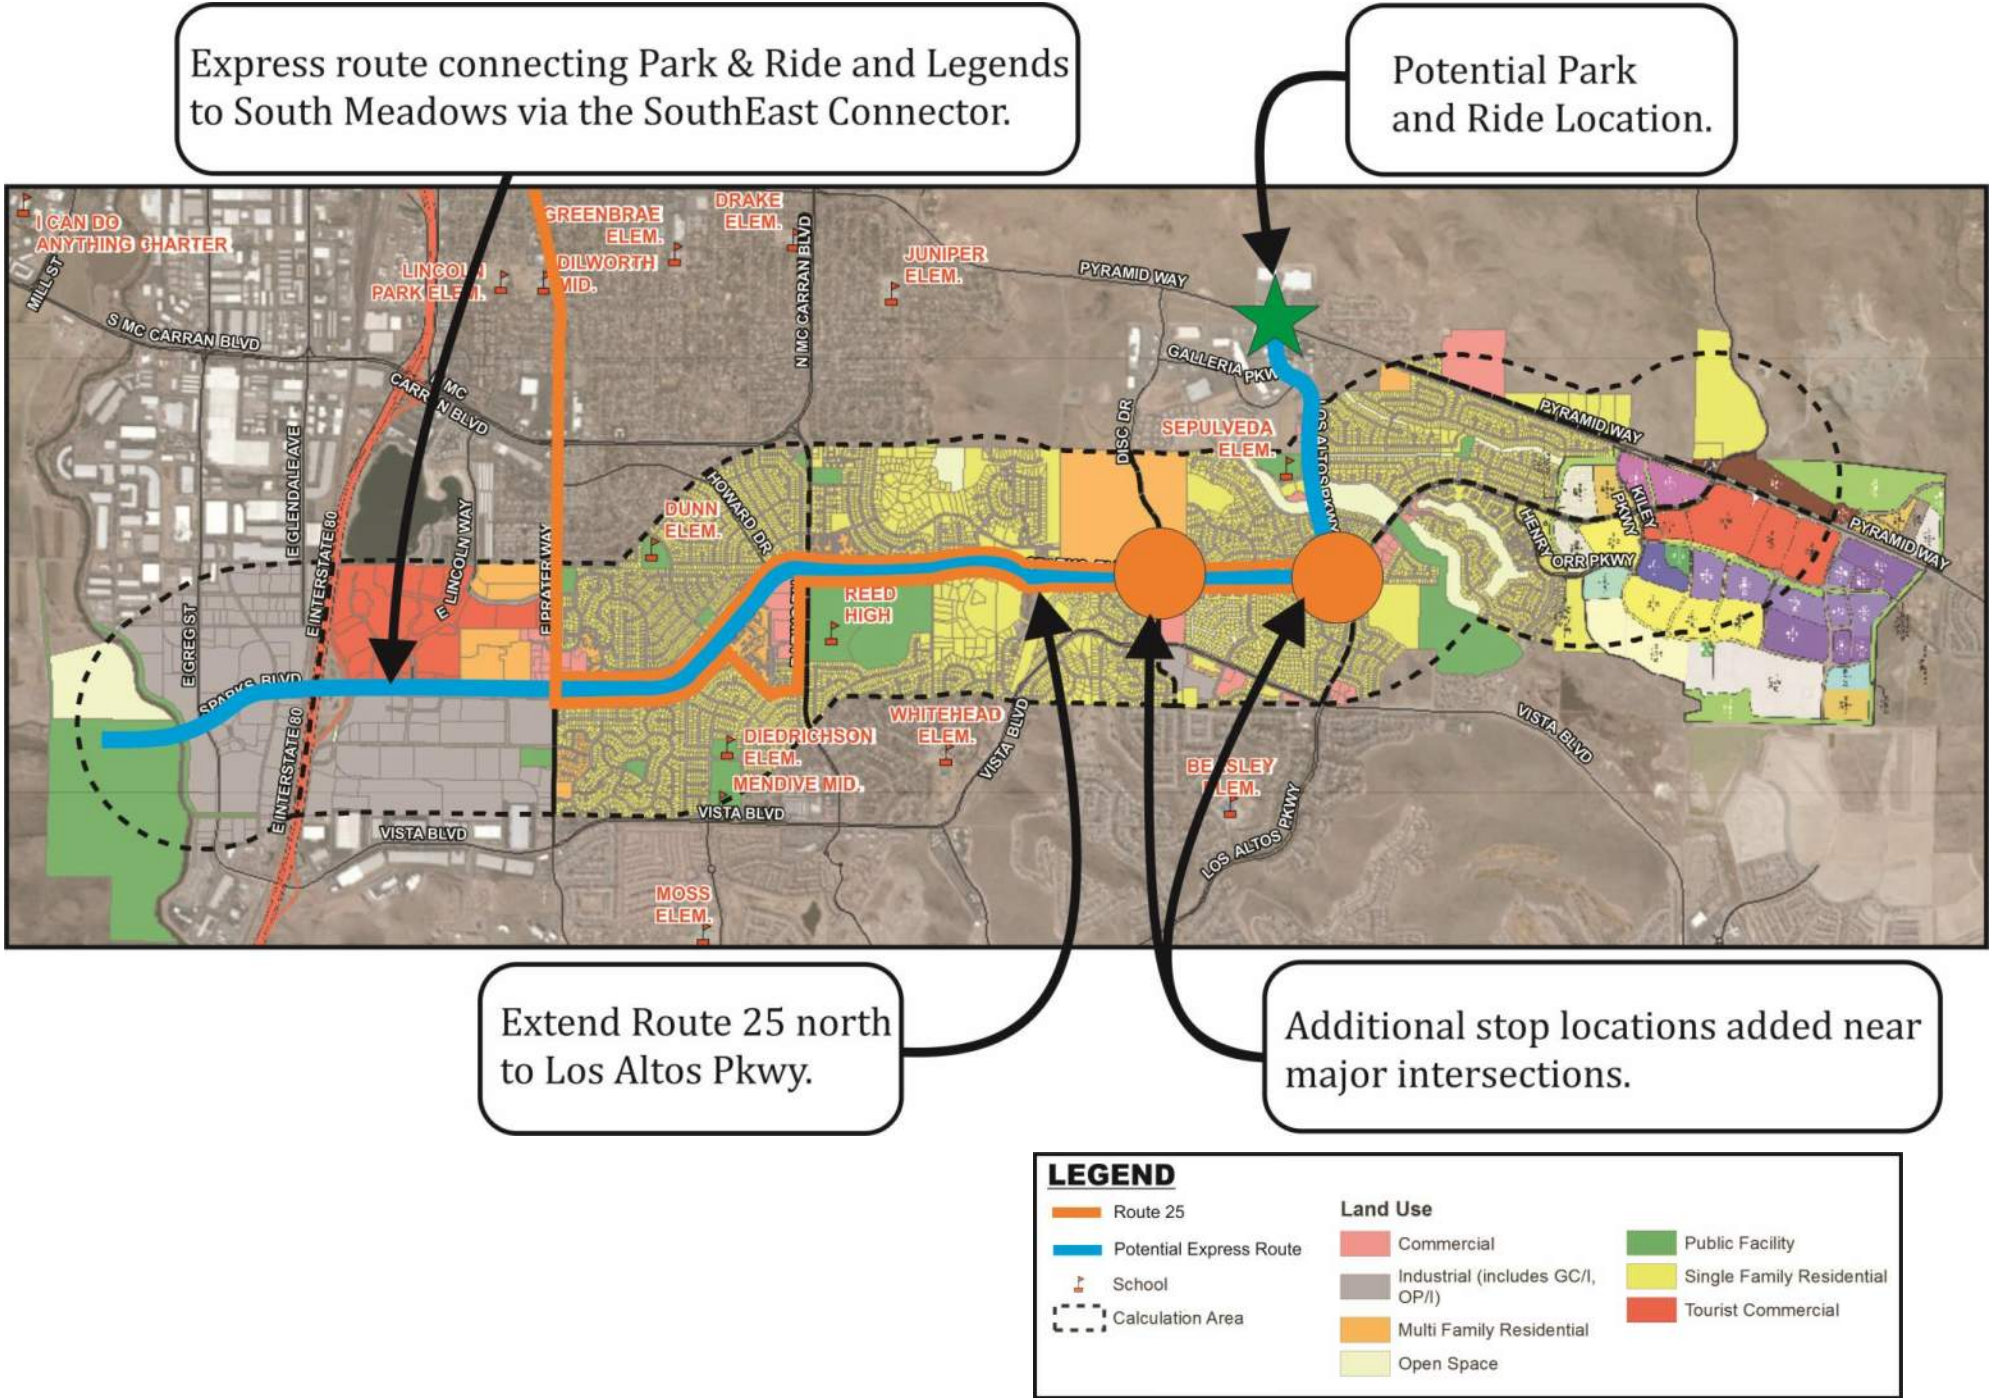 Express route connecting Park & Ride and Legends
to South Meadows via the SouthEast Connector.
Potential Park
and Ride Location.
I CAN DO
ANYTHING CHARTER
MILL ST
S MC CARRAN BLVD
LINCOLN
PARK ELEM.
GREENBRAE
ELEM.
DILWORTH
MID.
DRAKE
ELEM.
N MC CARRAN BLVD
JUNIPER
ELEM.
PYRAMID WAY
GALLERIA PKWY
DISC DR
SEPULVEDA
ELEM.
LOS ALTOS PKWY
PYRAMID WAY
KILEY
PKWY
HENRY
ORR PKWY
PYRAMID WAY
N MC
CARRAN BLVD
E GLENDALE AVE
E INTERSTATE 80
E LINCOLN WAY
E PRATER WAY
HOWARD DR
DUNN
ELEM.
REED
HIGH
E GREG ST
SPARKS BLVD
E INTERSTATE 80
VISTA BLVD
DIEDRICHSON
ELEM.
MENDIVE MID.
VISTA BLVD
WHITEHEAD
ELEM.
VISTA BLVD
BEASLEY
ELEM.
LOS ALTOS PKWY
VISTA BLVD
MOSS
ELEM.
Extend Route 25 north
to Los Altos Pkwy.
Additional stop locations added near
major intersections.
LEGEND
Route 25
Potential Express Route
School
Calculation Area
Land Use
Commercial
Industrial (includes GC/I,
OP/I)
Multi Family Residential
Open Space
Public Facility
Single Family Residential
Tourist Commercial